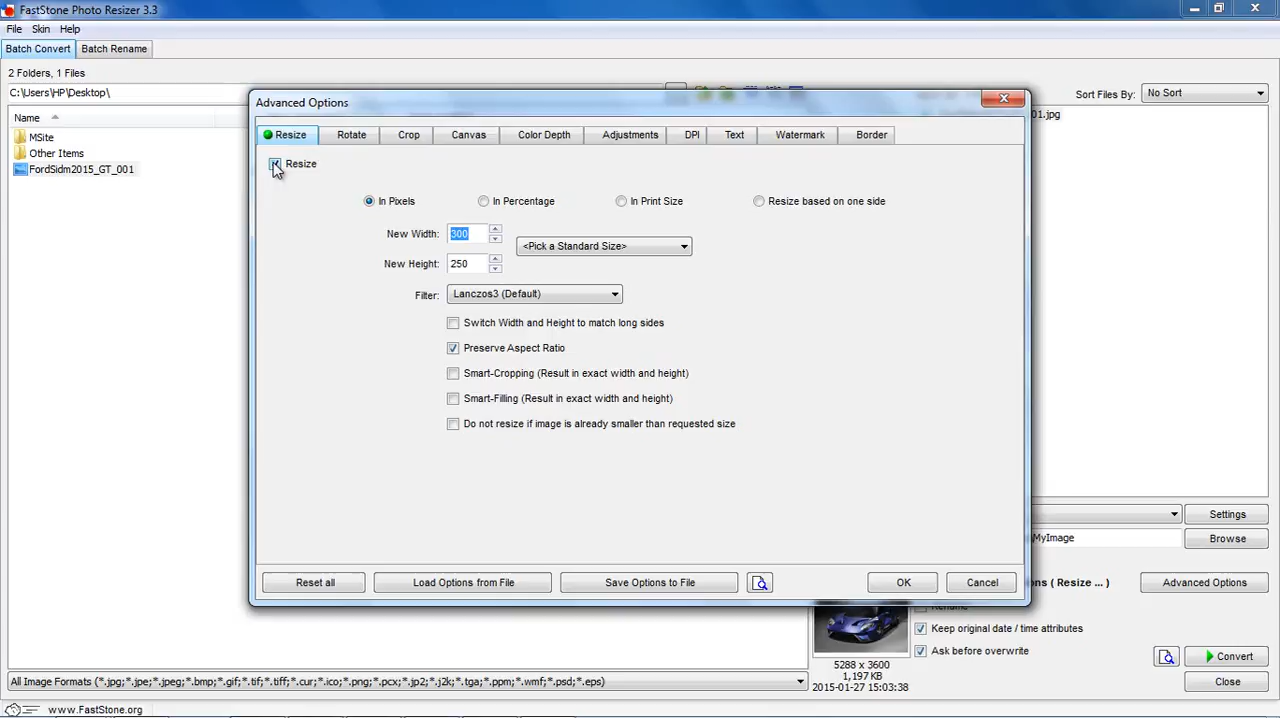 FastStone Photo Resizer 3.3
File Skin Help
Batch Convert Batch Rename
2 Folders, 1 Files
C:\Users\HP\Desktop\
Sort Files By: No Sort
Name
MSite
Other Items
FordSidm2015_GT_001
01.jpg
Advanced Options
Resize Rotate Crop Canvas Color Depth Adjustments DPI Text Watermark Border
Resize
In Pixels In Percentage In Print Size Resize based on one side
New Width: 300
<Pick a Standard Size>
New Height: 250
Filter: Lanczos3 (Default)
Switch Width and Height to match long sides
Preserve Aspect Ratio
Smart-Cropping (Result in exact width and height)
Smart-Filling (Result in exact width and height)
Do not resize if image is already smaller than requested size
Reset all Load Options from File Save Options to File OK Cancel
Settings
MyImage Browse
ons ( Resize ... ) Advanced Options
Rename
Keep original date / time attributes
Ask before overwrite
5288 x 3600
1,197 KB
2015-01-27 15:03:38
Convert
Close
All Image Formats (*.jpg;*.jpe;*.jpeg;*.bmp;*.gif;*.tif;*.tiff;*.cur;*.ico;*.png;*.pcx;*.jp2;*.j2k;*.tga;*.ppm;*.wmf;*.psd;*.eps)
www.FastStone.org